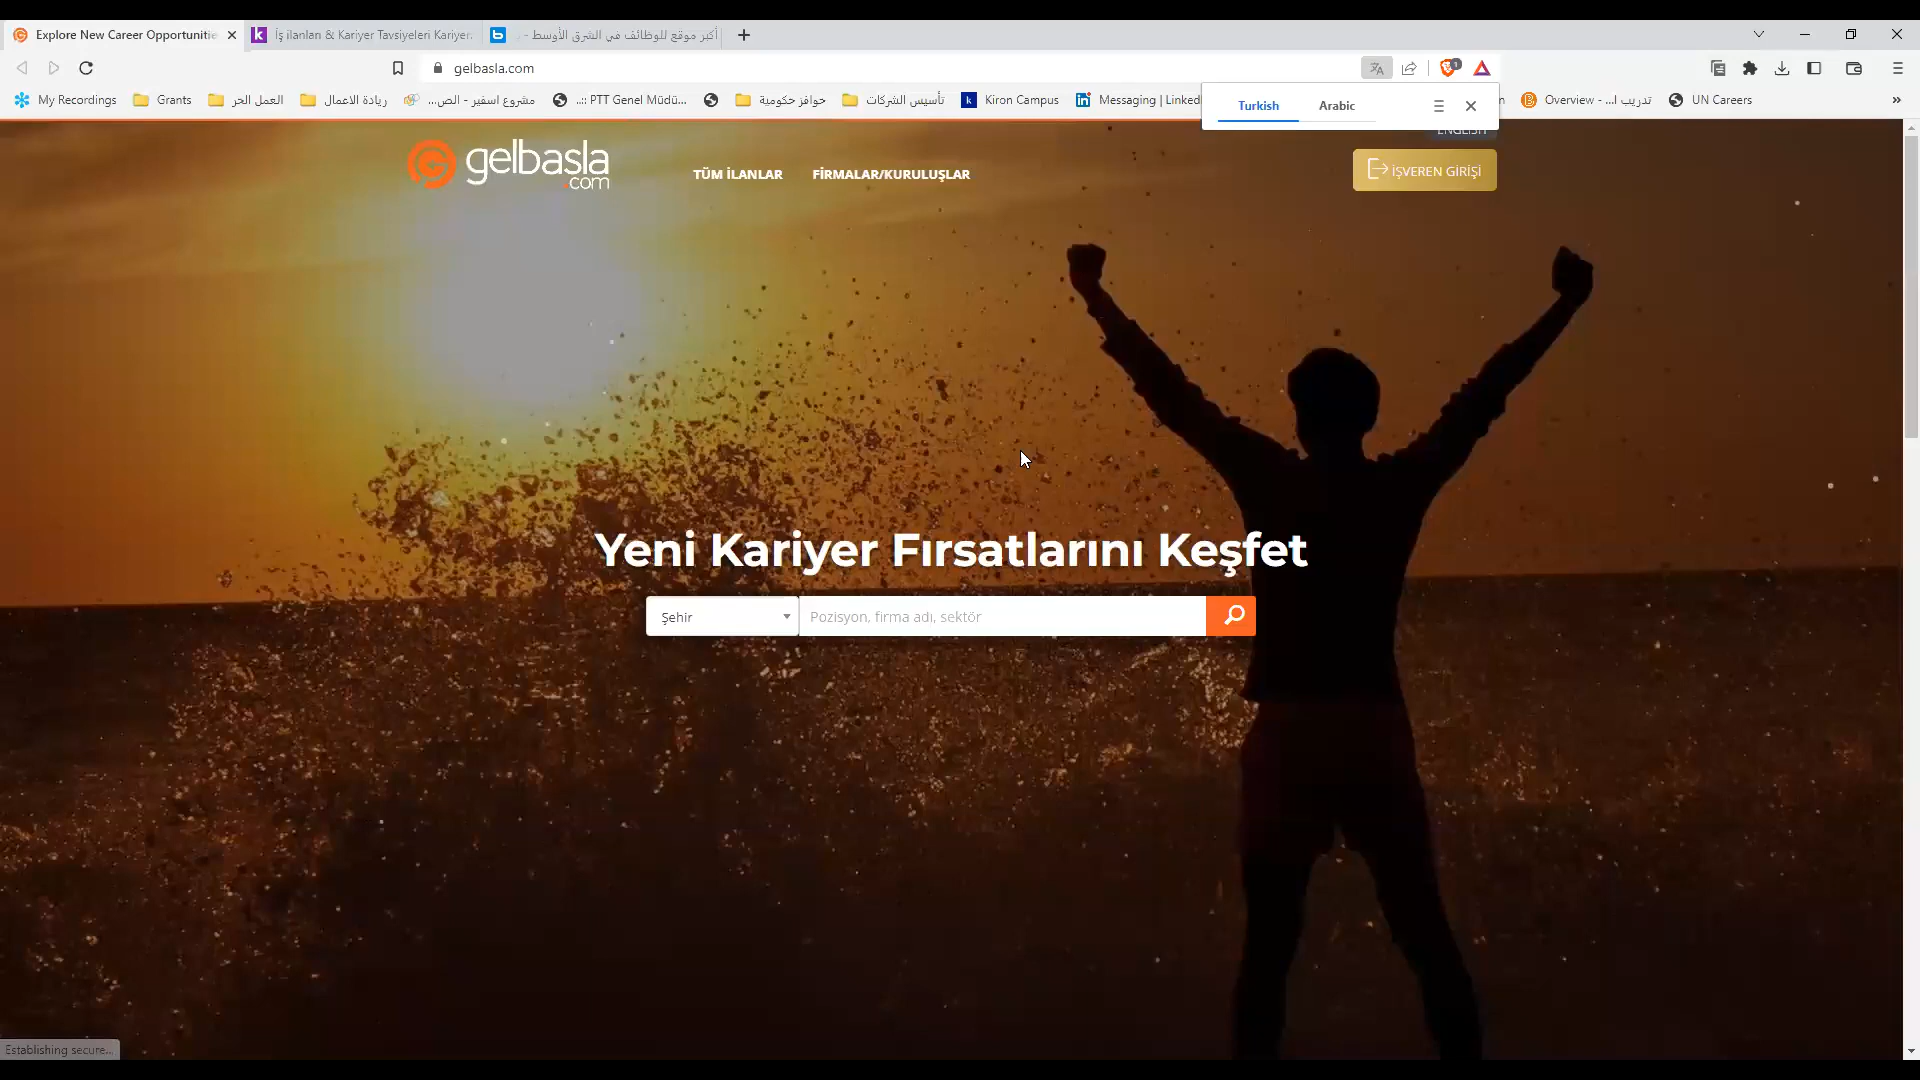 Explore New Career Opportunitie
İş ilanları & Kariyer Tavsiyeleri Kariyer.
أكبر موقع للوظائف في الشرق الأوسط -
gelbasla.com
My Recordings
Grants
العمل الحر
ريادة الاعمال
مشروع اسفير - الص...
PTT Genel Müdü...
حوافز حكومية
تأسيس الشركات
Kiron Campus
Messaging | LinkedI
Overview - تدريب ا...
UN Careers
»
Turkish
Arabic
ENGLISH
gelbasla
.com
TÜM İLANLAR
FİRMALAR/KURULUŞLAR
İŞVEREN GİRİŞİ
Yeni Kariyer Fırsatlarını Keşfet
Şehir
Pozisyon, firma adı, sektör
Establishing secure...